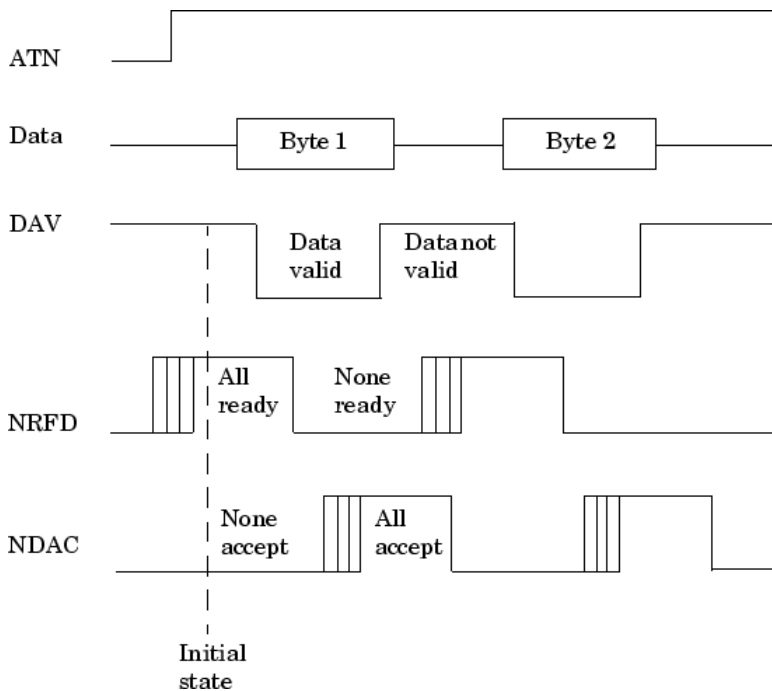 ATN
Data
Byte 1
Byte 2
DAV
Data
valid
Data not
valid
NRFD
All
ready
None
ready
NDAC
None
accept
All
accept
Initial
state